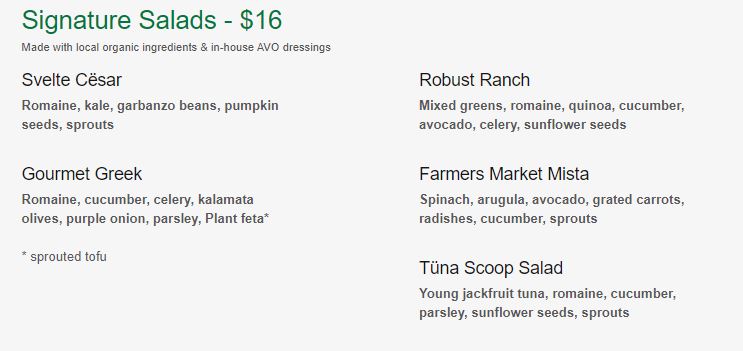 Signature Salads - $16
Made with local organic ingredients & in-house AVO dressings
Svelte Cësar
Romaine, kale, garbanzo beans, pumpkin
seeds, sprouts
Gourmet Greek
Romaine, cucumber, celery, kalamata
olives, purple onion, parsley, Plant feta*
* sprouted tofu
Robust Ranch
Mixed greens, romaine, quinoa, cucumber,
avocado, celery, sunflower seeds
Farmers Market Mista
Spinach, arugula, avocado, grated carrots,
radishes, cucumber, sprouts
Tüna Scoop Salad
Young jackfruit tuna, romaine, cucumber,
parsley, sunflower seeds, sprouts